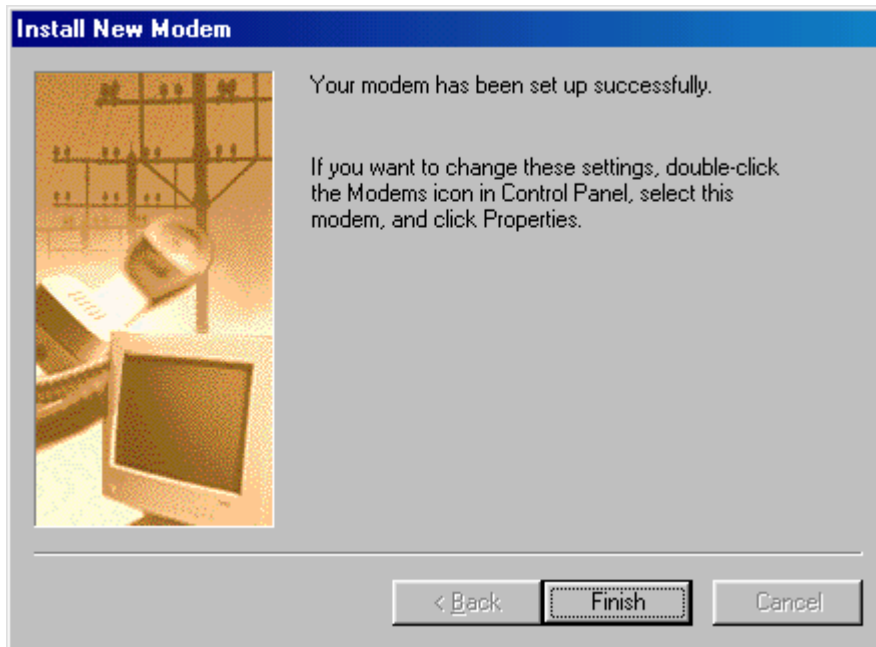 Install New Modem
Your modem has been set up successfully.
If you want to change these settings, double-click
the Modems icon in Control Panel, select this
modem, and click Properties.
< Back
Finish
Cancel